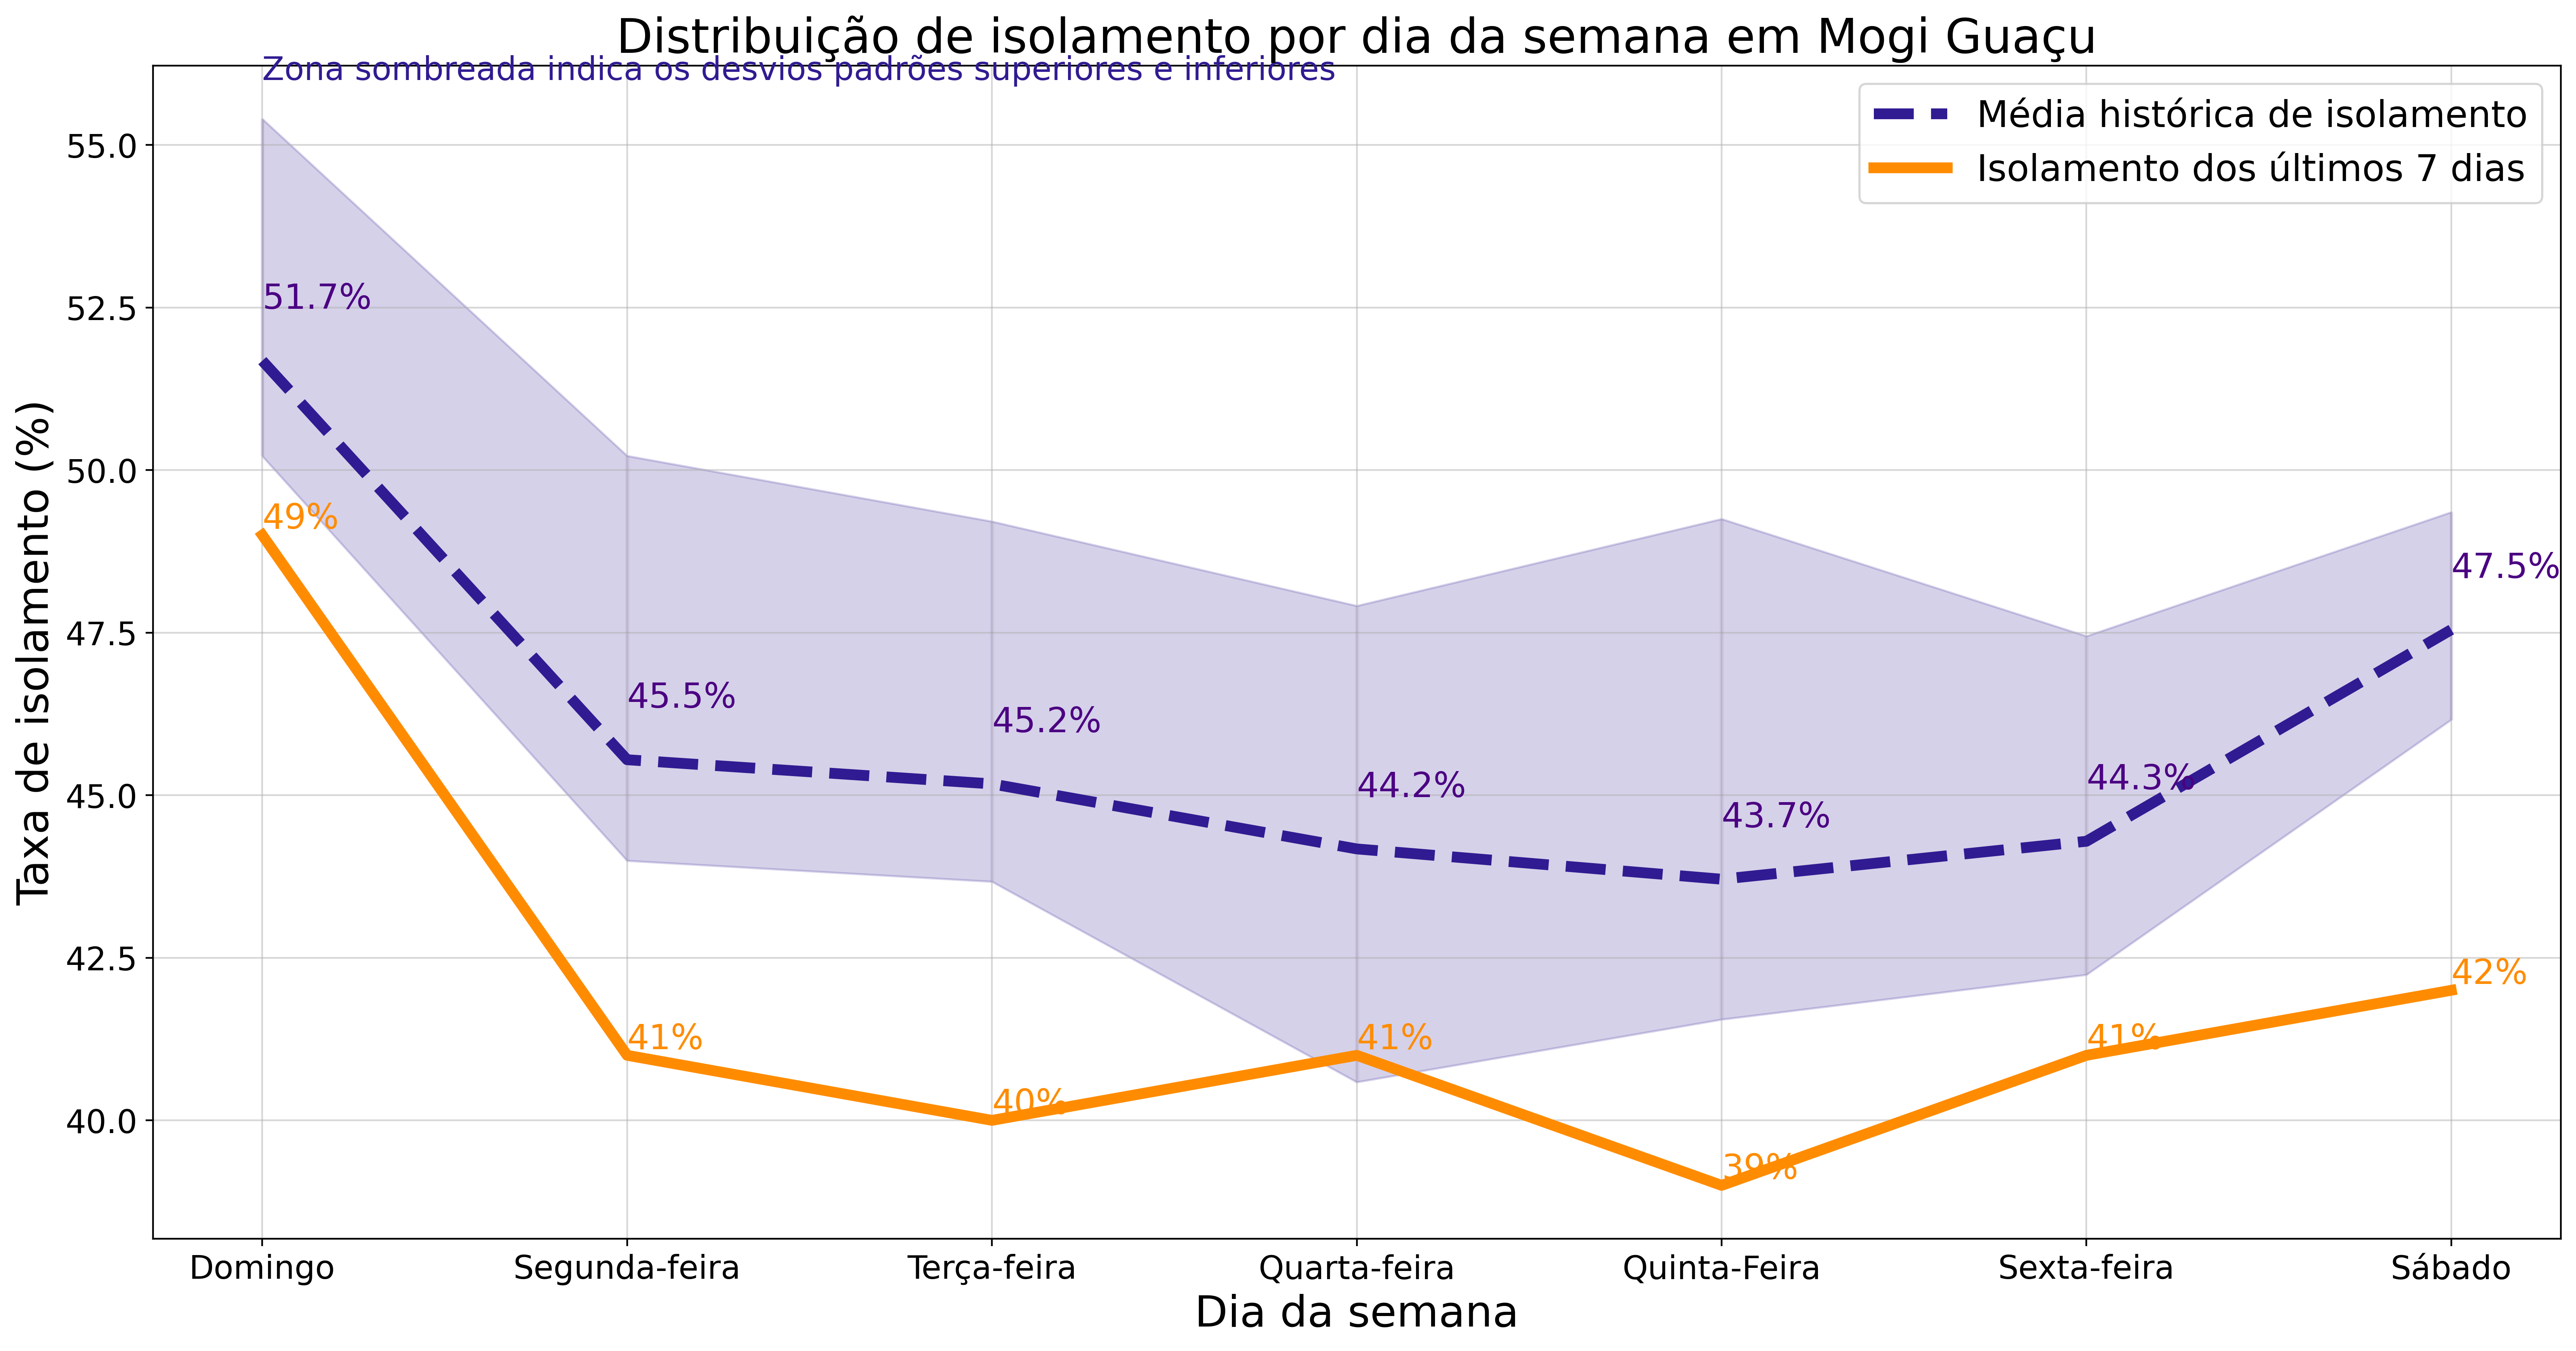 Distribuição de isolamento por dia da semana em Mogi Guaçu
Zona sombreada indica os desvios padrões superiores e inferiores
Média histórica de isolamento
Isolamento dos últimos 7 dias
Taxa de isolamento (%)
55.0
52.5
50.0
47.5
45.0
42.5
40.0
51.7%
45.5%
45.2%
44.2%
43.7%
44.3%
47.5%
49%
41%
40%
41%
39%
41%
42%
Domingo
Segunda-feira
Terça-feira
Quarta-feira
Quinta-Feira
Sexta-feira
Sábado
Dia da semana